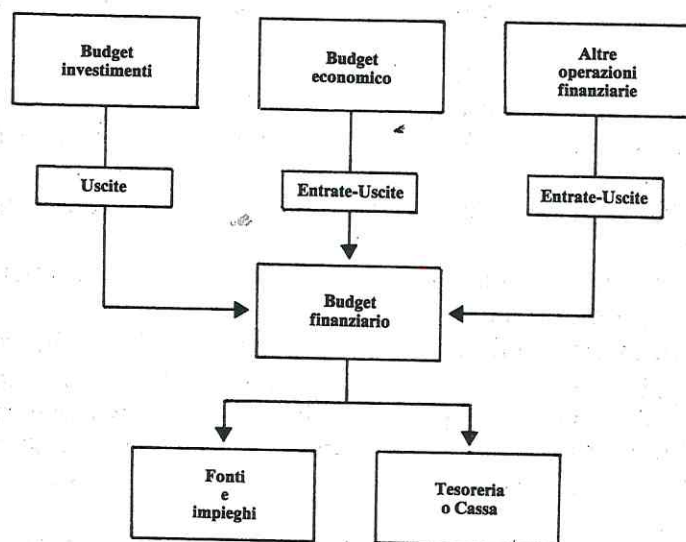 Budget
investimenti
Budget
economico
Altre
operazioni
finanziarie
Uscite
Entrate-Uscite
Entrate-Uscite
Budget
finanziario
Fonti
e
impieghi
Tesoreria
o Cassa